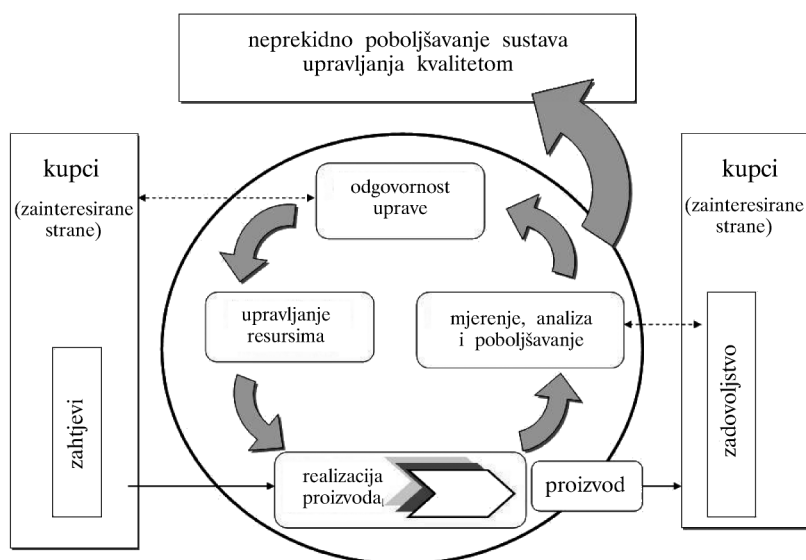 neprekidno poboljšavanje sustava
upravljanja kvalitetom
kupci
(zainteresirane
strane)
zahtjevi
odgovornost
uprave
upravljanje
resursima
mjerenje, analiza
i poboljšavanje
realizacija
proizvoda
proizvod
kupci
(zainteresirane
strane)
zadovoljstvo